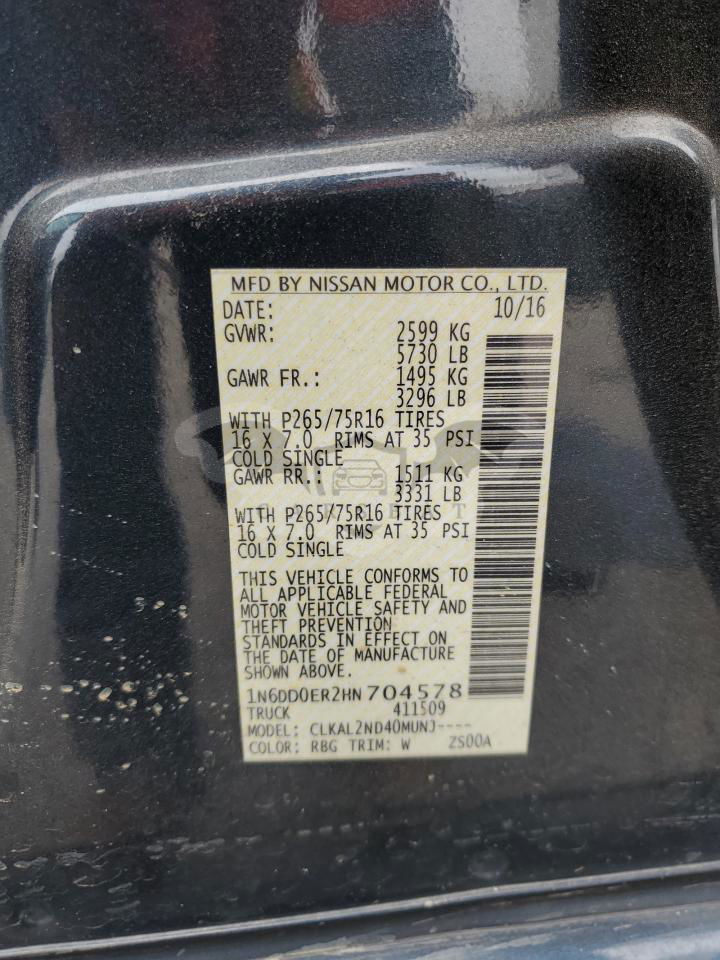 MFD BY NISSAN MOTOR CO., LTD.
DATE: 10/16
GVWR: 2599 KG
5730 LB
GAWR FR.: 1495 KG
3296 LB
WITH P265/75R16 TIRES
16 X 7.0 RIMS AT 35 PSI
COLD SINGLE
GAWR RR.: 1511 KG
3331 LB
WITH P265/75R16 TIRES
16 X 7.0 RIMS AT 35 PSI
COLD SINGLE
THIS VEHICLE CONFORMS TO
ALL APPLICABLE FEDERAL
MOTOR VEHICLE SAFETY AND
THEFT PREVENTION
STANDARDS IN EFFECT ON
THE DATE OF MANUFACTURE
SHOWN ABOVE.
1N6DD0ER2HN704578
TRUCK 411509
MODEL: CLKAL2ND40MUNJ----
COLOR: RBG TRIM: W ZS00A